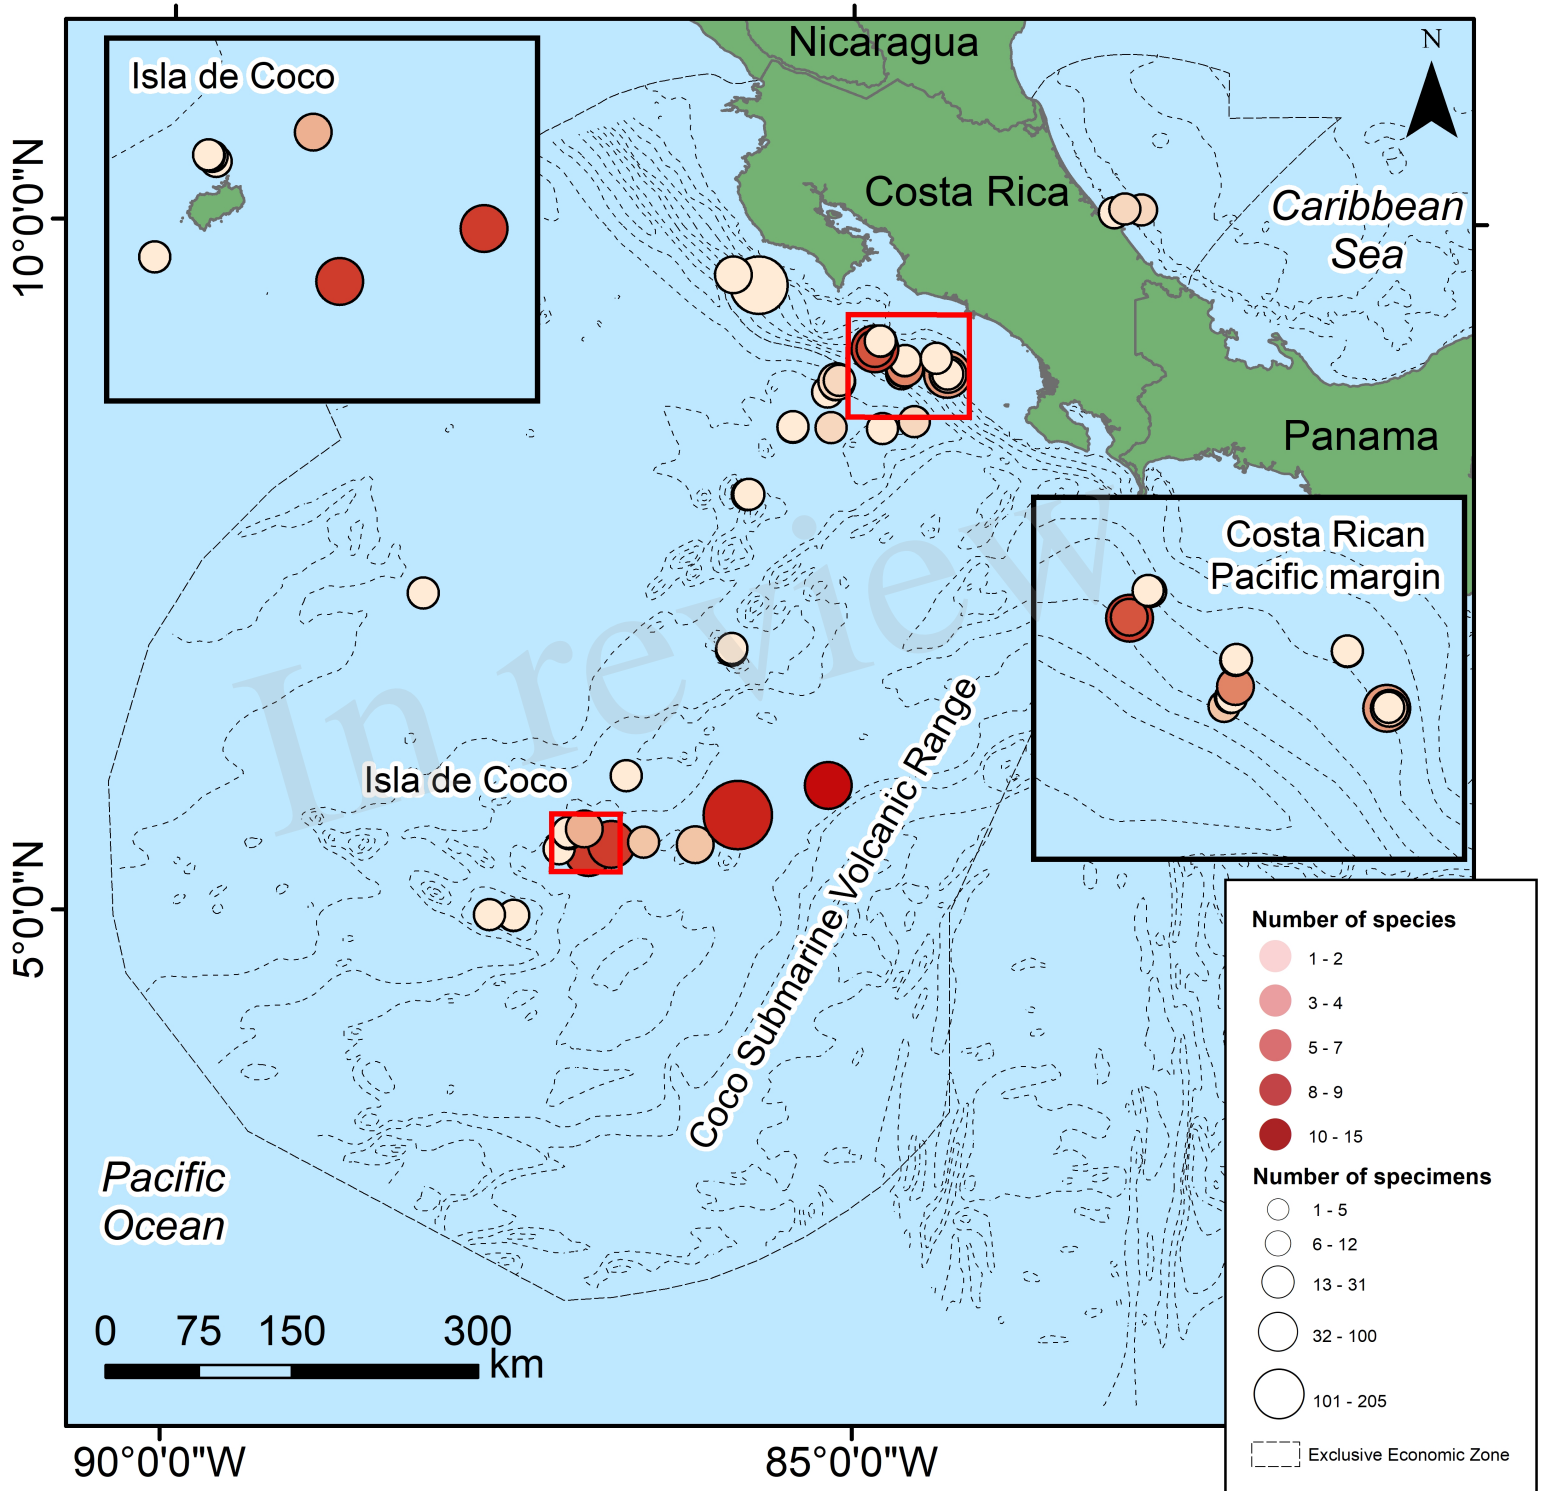 Nicaragua
N
Isla de Coco
Costa Rica
Caribbean
Sea
10°0'0"N
Panama
Costa Rican
Pacific margin
In review
Isla de Coco
Coco Submarine Volcanic Range
5°0'0"N
Pacific
Ocean
0 75 150 300
km
90°0'0"W
85°0'0"W
Number of species
1 - 2
3 - 4
5 - 7
8 - 9
10 - 15
Number of specimens
1 - 5
6 - 12
13 - 31
32 - 100
101 - 205
Exclusive Economic Zone